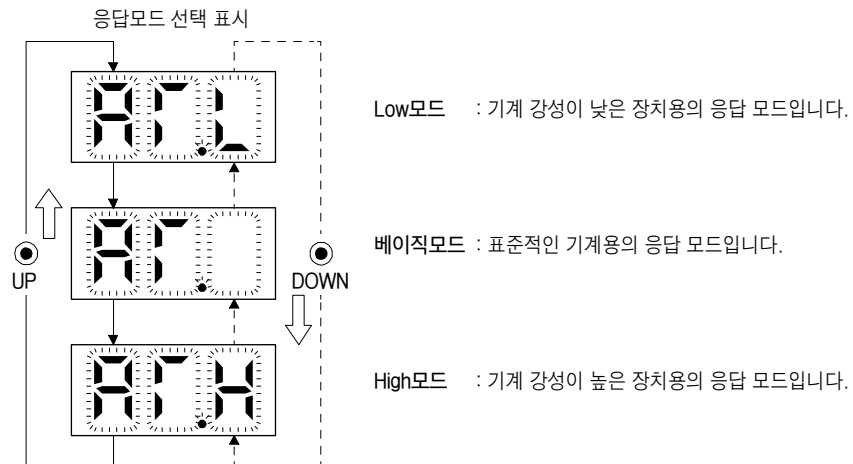 응답모드 선택 표시
AT.L
Low모드 : 기계 강성이 낮은 장치용의 응답 모드입니다.
AT.
베이직모드 : 표준적인 기계용의 응답 모드입니다.
UP
DOWN
AT.H
High모드 : 기계 강성이 높은 장치용의 응답 모드입니다.